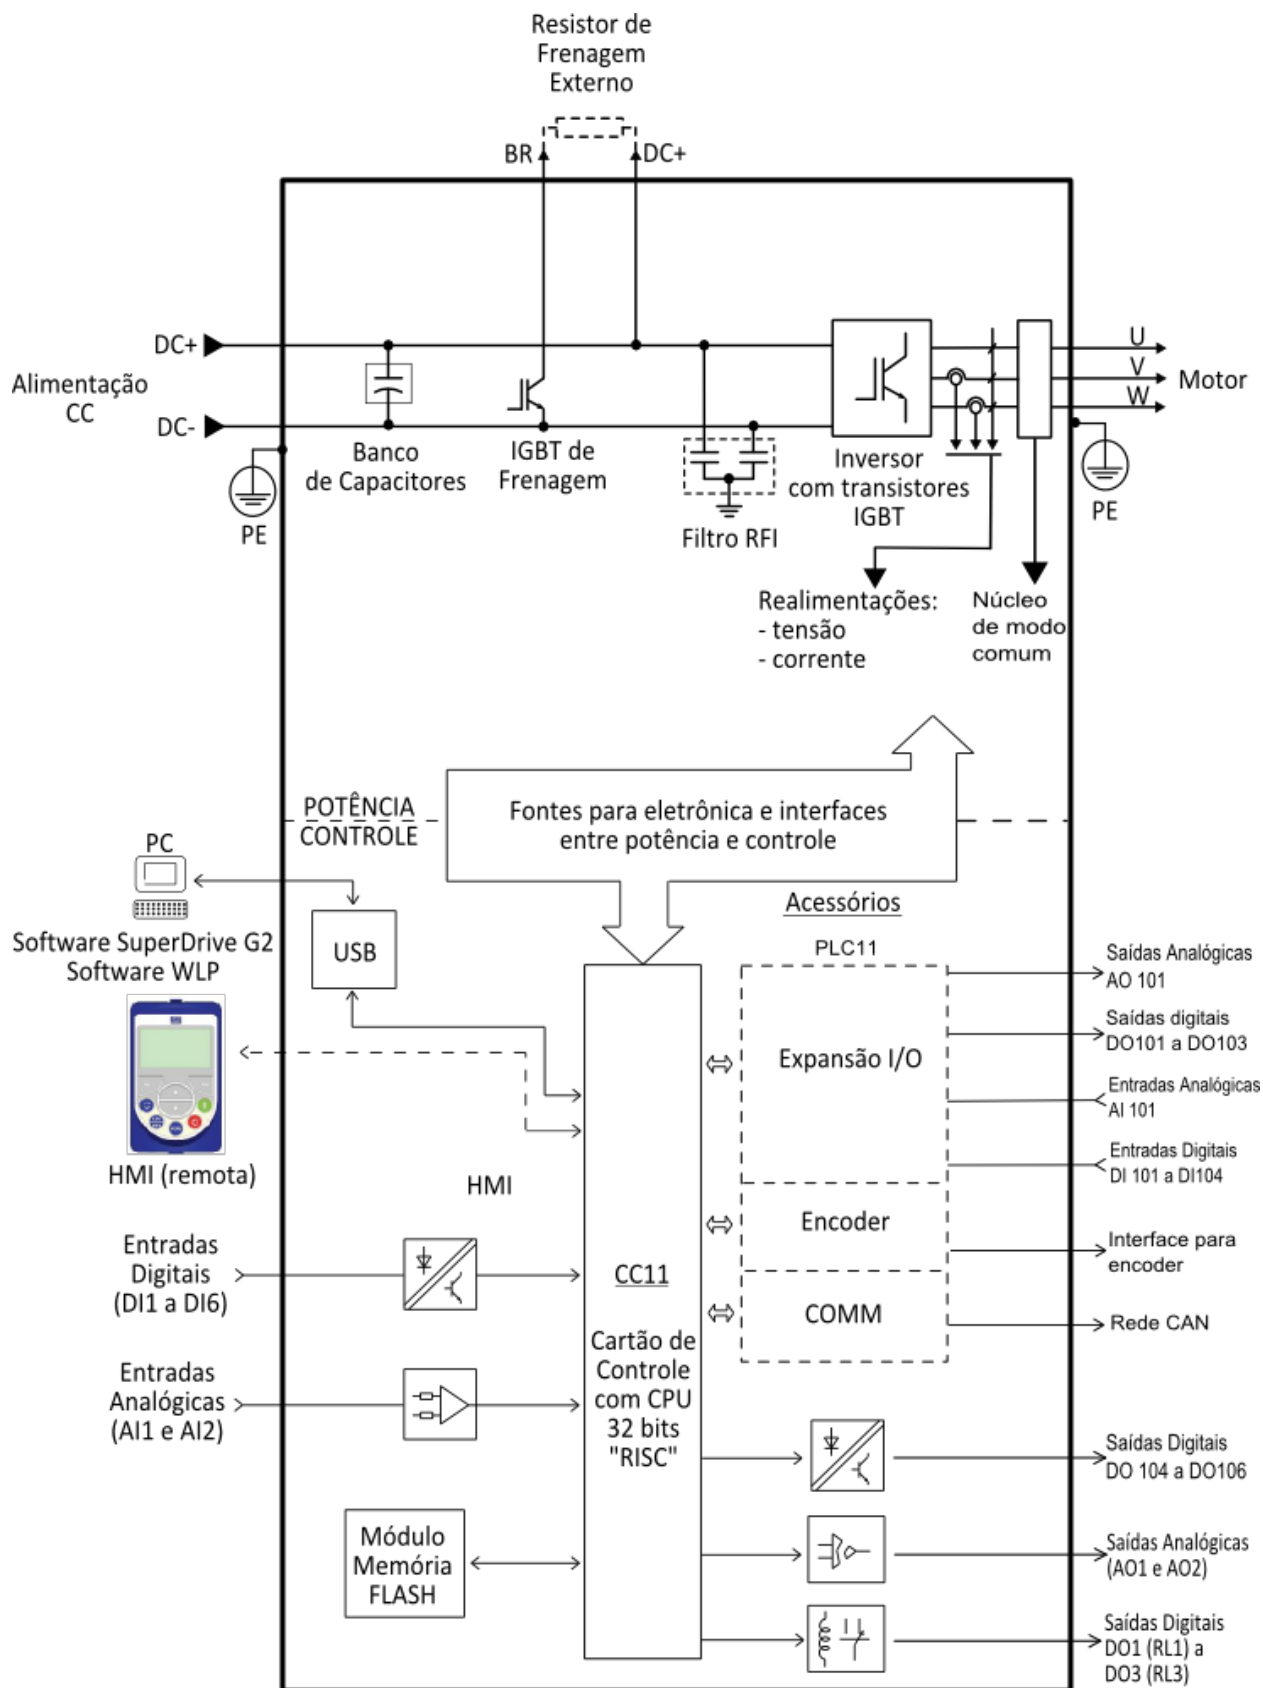 Resistor de
Frenagem
Externo
BR
DC+
DC+
Alimentação
CC
DC-
PE
Banco
de Capacitores
IGBT de
Frenagem
Filtro RFI
Inversor
com transistores
IGBT
U
V
W
Motor
PE
Realimentações:
- tensão
- corrente
Núcleo
de modo
comum
POTÊNCIA
CONTROLE
Fontes para eletrônica e interfaces
entre potência e controle
PC
Software SuperDrive G2
Software WLP
USB
HMI (remota)
HMI
Acessórios
PLC11
Expansão I/O
Encoder
COMM
Saídas Analógicas
AO 101
Saídas digitais
DO101 a DO103
Entradas Analógicas
AI 101
Entradas Digitais
DI 101 a DI104
Interface para
encoder
Rede CAN
Entradas
Digitais
(DI1 a DI6)
Entradas
Analógicas
(AI1 e AI2)
CC11
Cartão de
Controle
com CPU
32 bits
"RISC"
Módulo
Memória
FLASH
Saídas Digitais
DO 104 a DO106
Saídas Analógicas
(AO1 e AO2)
Saídas Digitais
DO1 (RL1) a
DO3 (RL3)